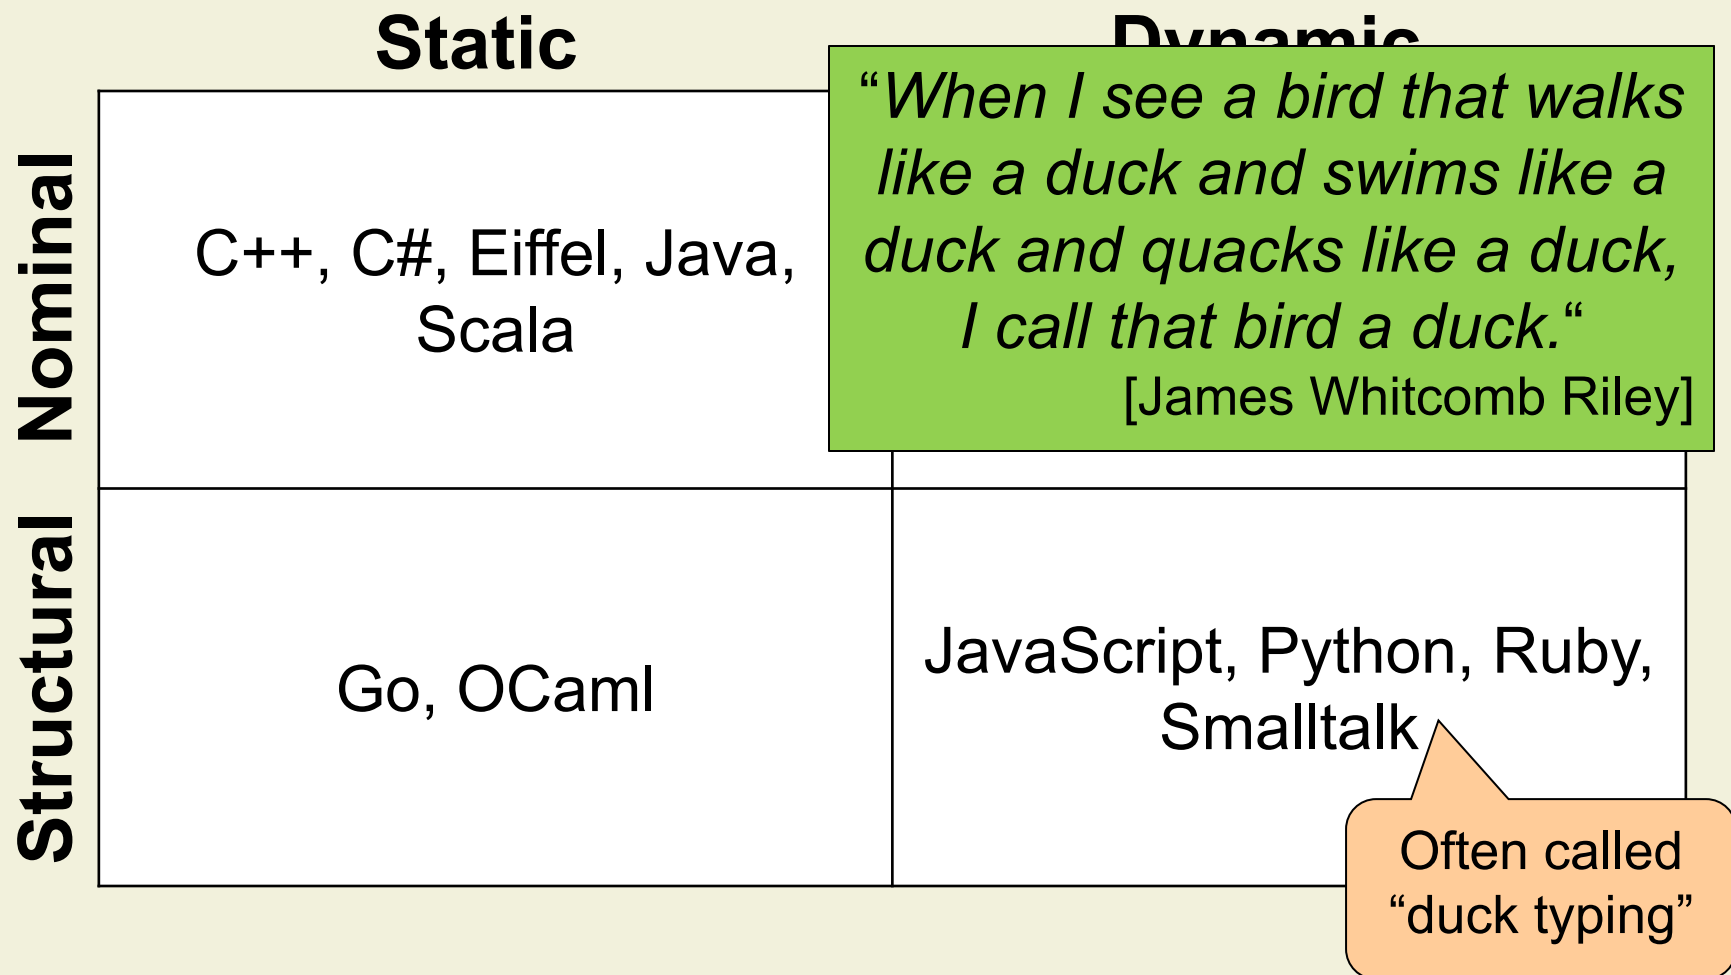 Static
Dynamic
“When I see a bird that walks
like a duck and swims like a
duck and quacks like a duck,
I call that bird a duck.“
[James Whitcomb Riley]
Nominal
C++, C#, Eiffel, Java,
Scala
Structural
Go, OCaml
JavaScript, Python, Ruby,
Smalltalk
Often called
“duck typing”